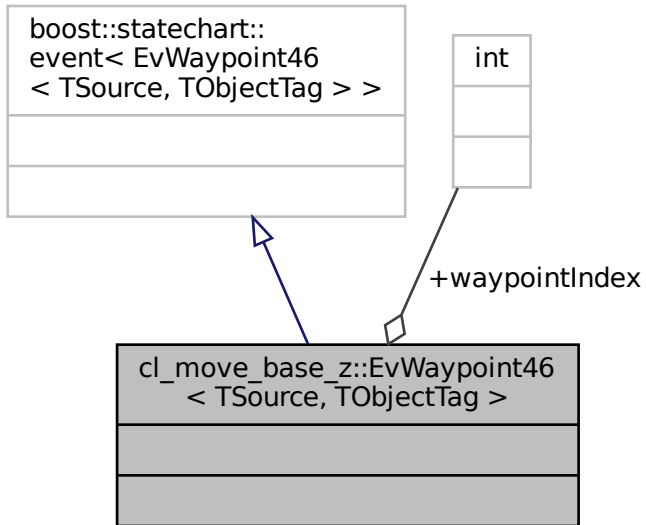 boost::statechart::
event< EvWaypoint46
< TSource, TObjectTag > >
int
+waypointIndex
cl_move_base_z::EvWaypoint46
< TSource, TObjectTag >